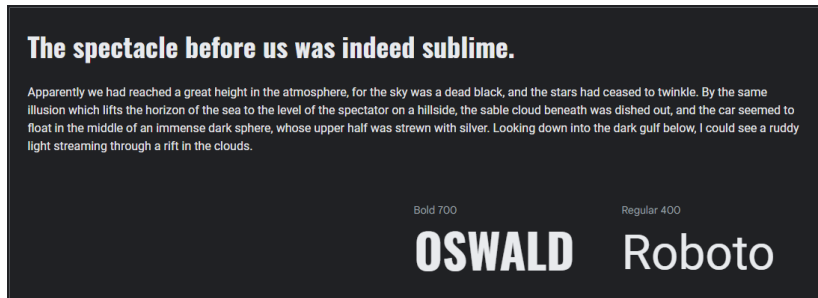 The spectacle before us was indeed sublime.
Apparently we had reached a great height in the atmosphere, for the sky was a dead black, and the stars had ceased to twinkle. By the same
illusion which lifts the horizon of the sea to the level of the spectator on a hillside, the sable cloud beneath was dished out, and the car seemed to
float in the middle of an immense dark sphere, whose upper half was strewn with silver. Looking down into the dark gulf below, I could see a ruddy
light streaming through a rift in the clouds.
Bold 700
OSWALD
Regular 400
Roboto